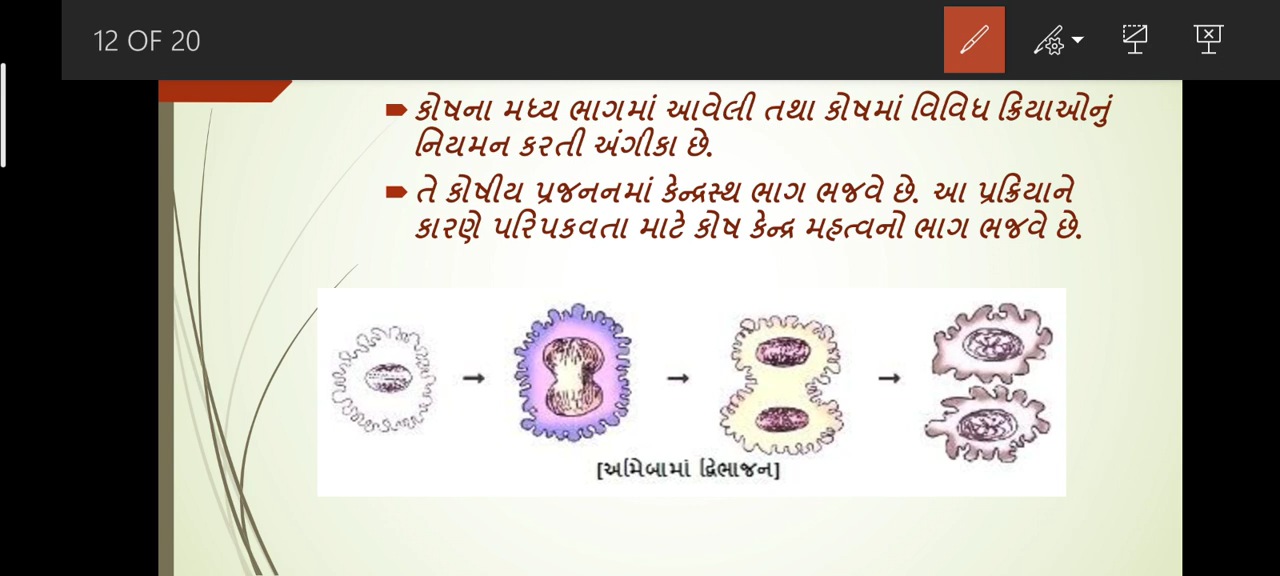 12 OF 20
કોષના મધ્ય ભાગમાં આવેલી તથા કોષમાં વિવિધ ક્રિયાઓનું
નિયમન કરતી અંગીકા છે.
તે કોષીય પ્રજનનમાં કેન્દ્રસ્થ ભાગ ભજવે છે. આ પ્રક્રિયાને
કારણે પરિપકવતા માટે કોષ કેન્દ્ર મહત્વનો ભાગ ભજવે છે.
[અમિબામાં દ્વિભાજન]